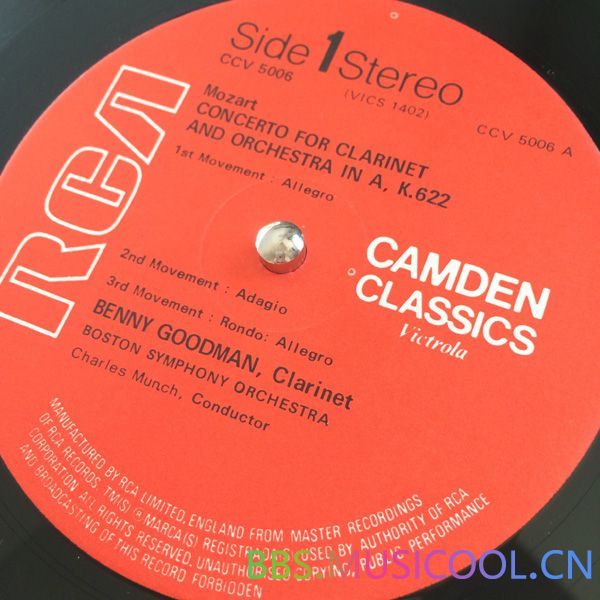 Side 1 Stereo
CCV 5006
(VICS 1402)
CCV 5006 A
Mozart
CONCERTO FOR CLARINET
AND ORCHESTRA IN A, K.622
1st Movement : Allegro
RCA
CAMDEN
CLASSICS
Victrola
2nd Movement : Adagio
3rd Movement : Rondo: Allegro
BENNY GOODMAN, Clarinet
BOSTON SYMPHONY ORCHESTRA
Charles Munch, Conductor
MANUFACTURED BY RCA LIMITED, ENGLAND FROM MASTER RECORDINGS
OF RCA RECORDS. TM(S) ® MARCA(S) REGISTRADA USED BY AUTHORITY OF RCA
CORPORATION ALL RIGHTS RESERVED. UNAUTHORISED PUBLIC PERFORMANCE
AND BROADCASTING OF THIS RECORD FORBIDDEN
BBS.MUSICOOL.CN